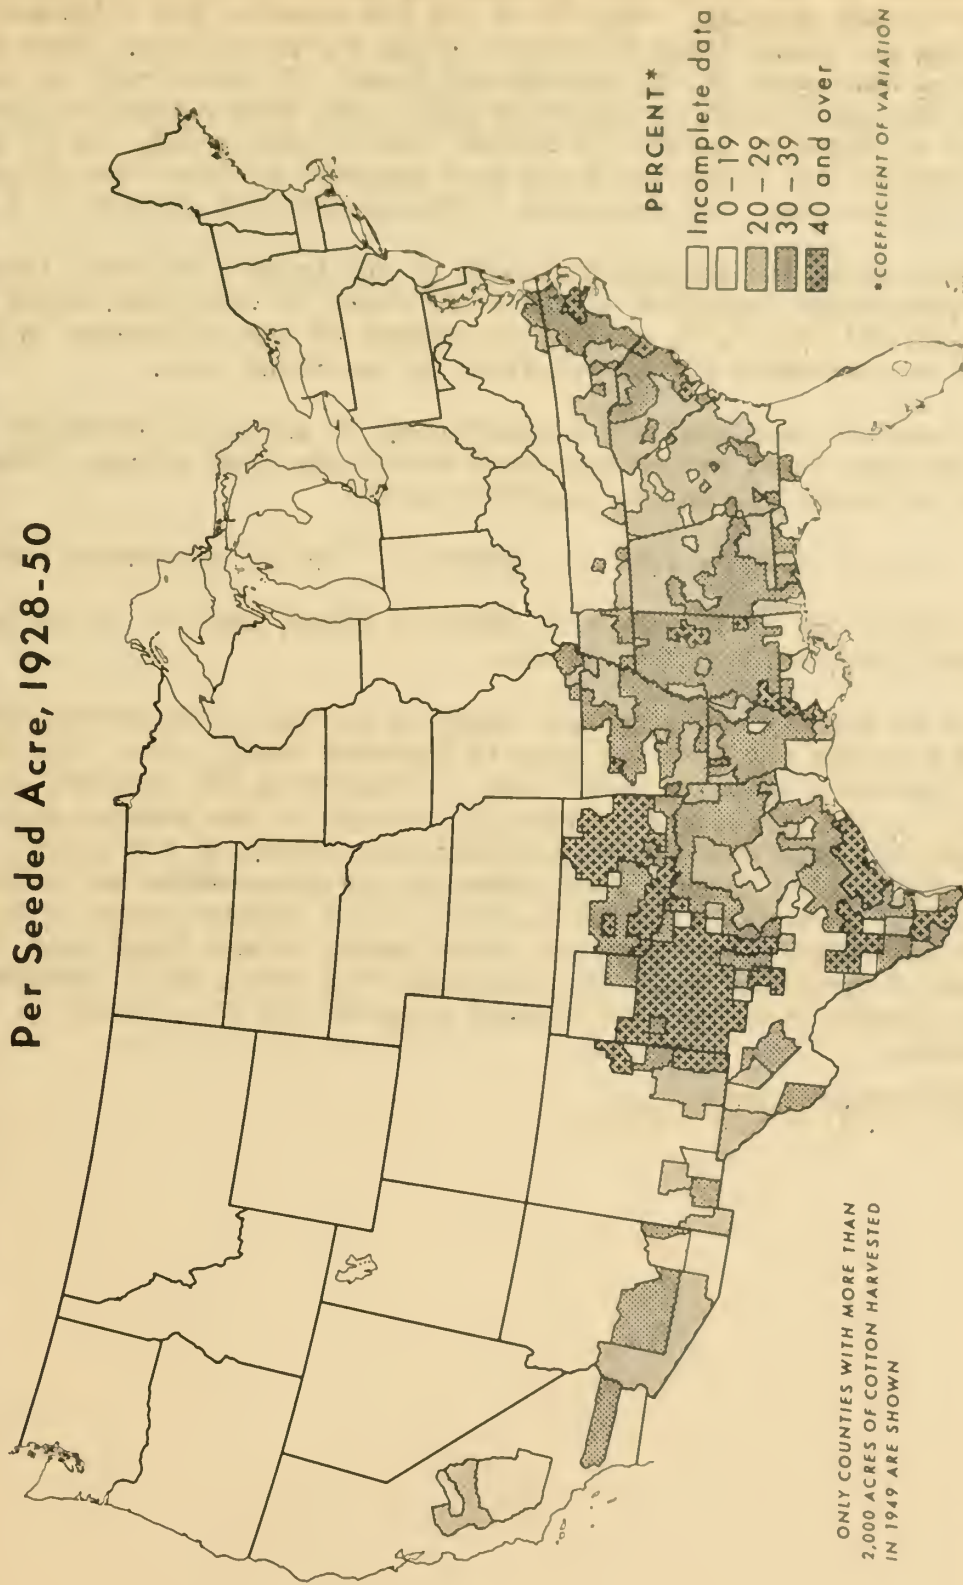 Per Seeded Acre, 1928-50
PERCENT*
Incomplete data
0 – 19
20 – 29
30 – 39
40 and over
*COEFFICIENT OF VARIATION
ONLY COUNTIES WITH MORE THAN
2,000 ACRES OF COTTON HARVESTED
IN 1949 ARE SHOWN